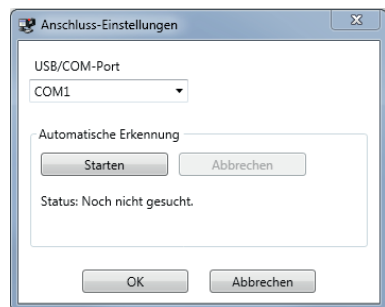 Anschluss-Einstellungen
USB/COM-Port
COM1
Automatische Erkennung
Starten Abbrechen
Status: Noch nicht gesucht.
OK Abbrechen